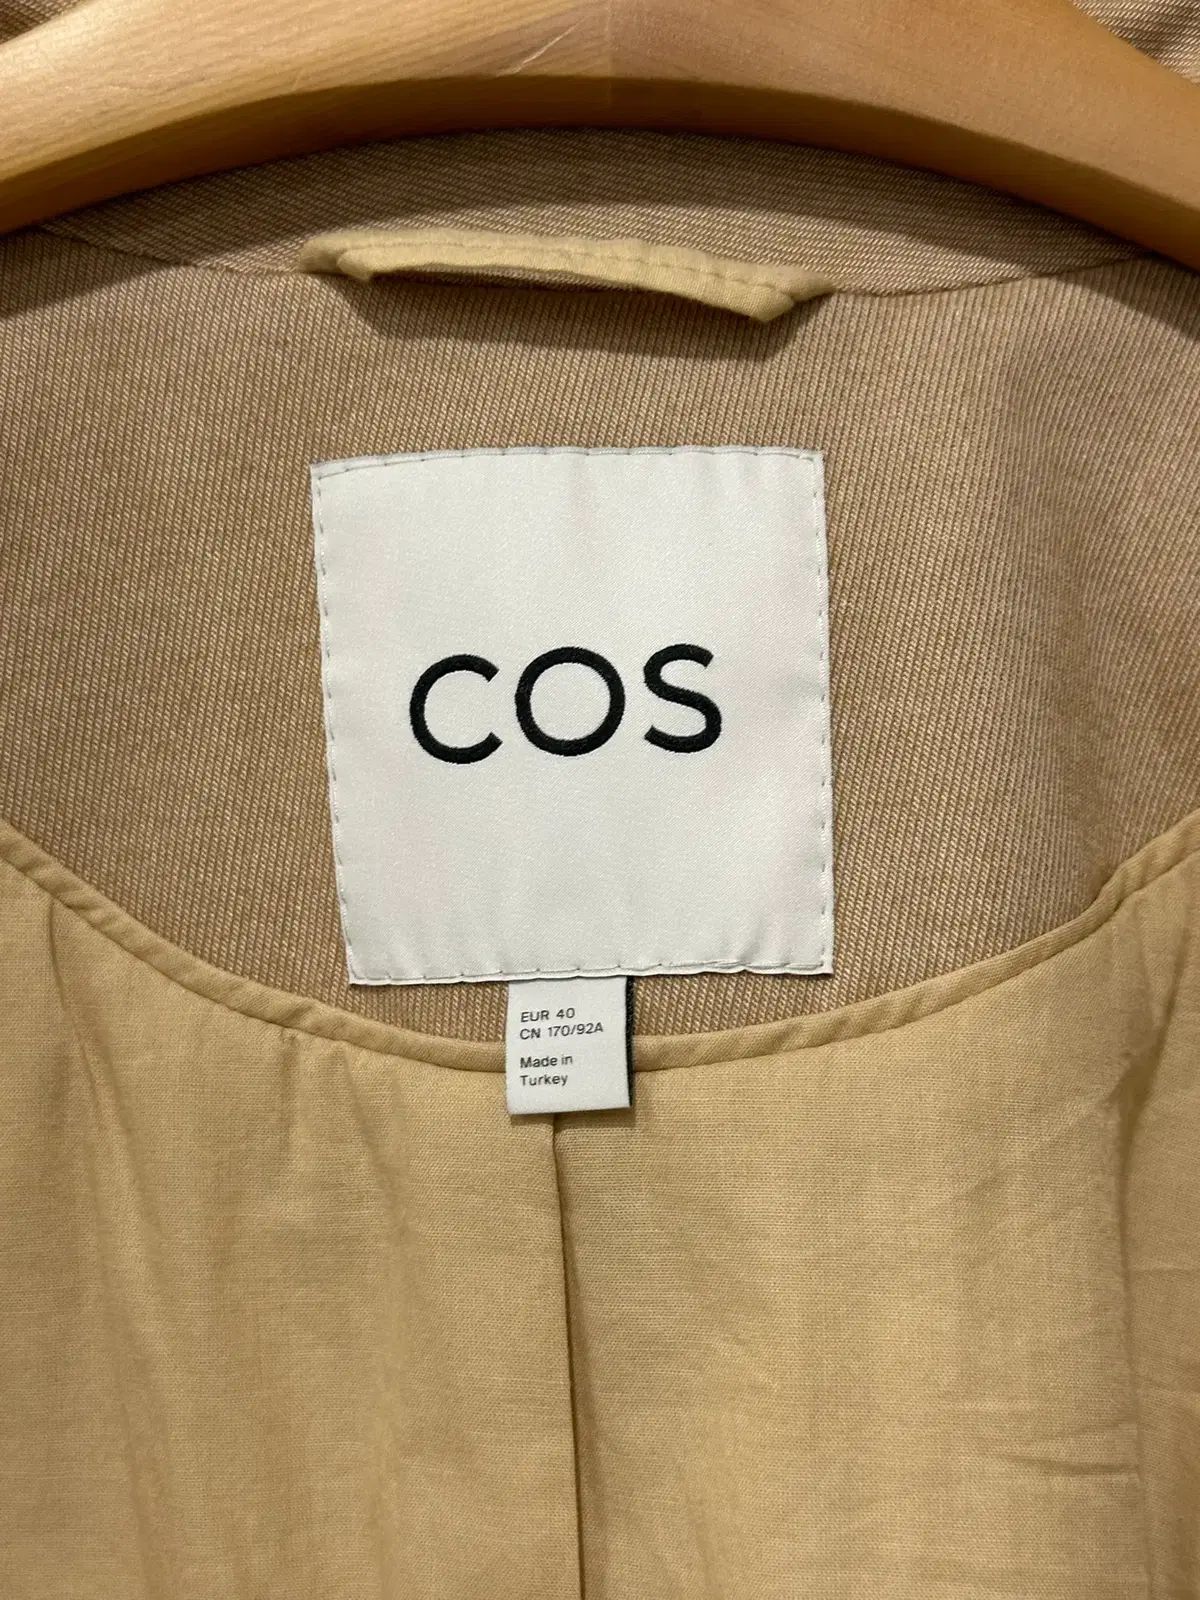 COS
EUR 40
CN 170/92A
Made in
Turkey